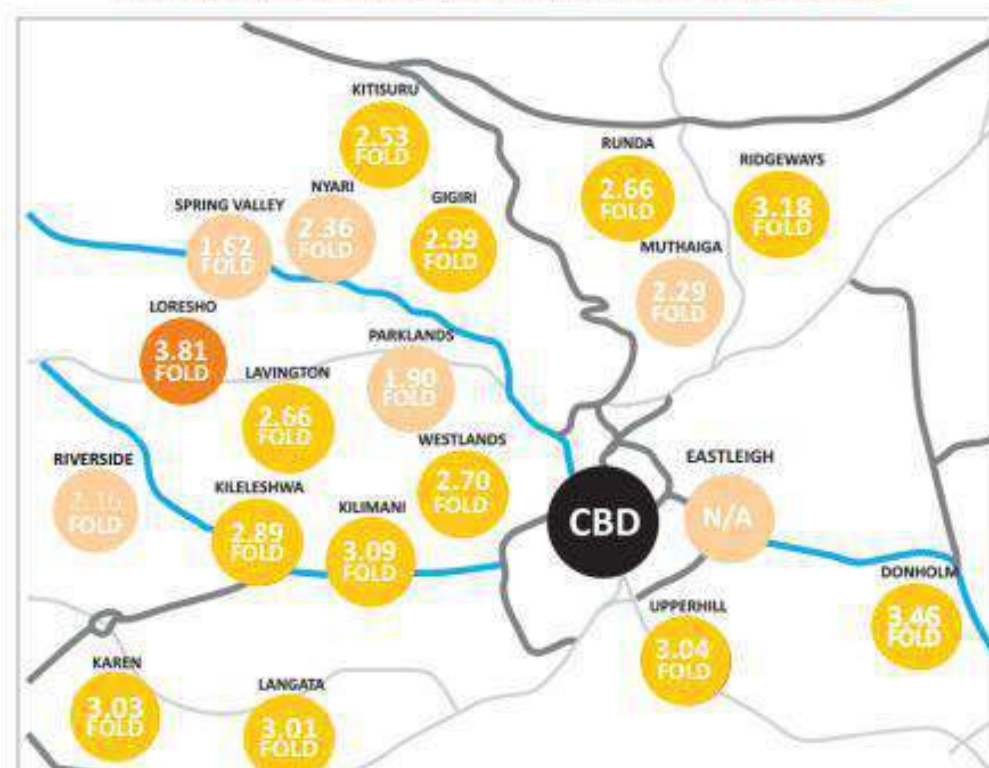 KITISURU
2.53
FOLD
RUNDA
2.66
FOLD
RIDGEWAYS
3.18
FOLD
NYARI
2.36
FOLD
GIGIRI
2.99
FOLD
SPRING VALLEY
1.62
FOLD
MUTHAIGA
2.29
FOLD
LORESHO
3.81
FOLD
PARKLANDS
1.90
FOLD
LAVINGTON
2.66
FOLD
WESTLANDS
2.70
FOLD
RIVERSIDE
FOLD
KILELESHWA
2.89
FOLD
KILIMANI
3.09
FOLD
CBD
EASTLEIGH
N/A
DONHOLM
3.46
FOLD
UPPERHILL
3.04
FOLD
KAREN
3.03
FOLD
LANGATA
3.01
FOLD